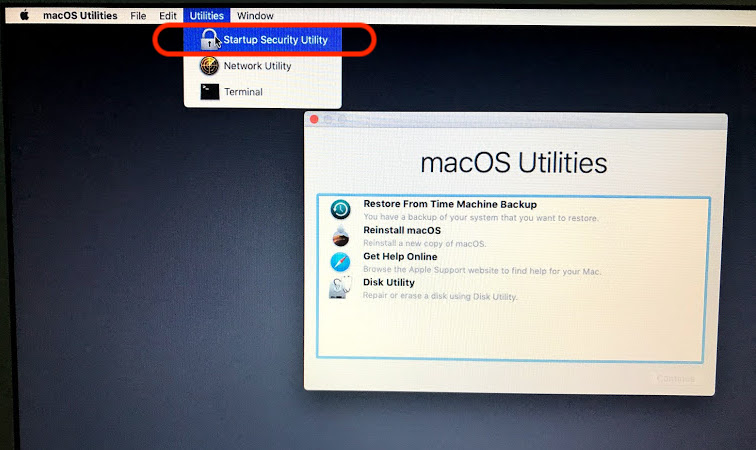 macOS Utilities File Edit Utilities Window
Startup Security Utility
Network Utility
Terminal
macOS Utilities
Restore From Time Machine Backup
You have a backup of your system that you want to restore.
Reinstall macOS
Reinstall a new copy of macOS.
Get Help Online
Browse the Apple Support website to find help for your Mac.
Disk Utility
Repair or erase a disk using Disk Utility.
Continue